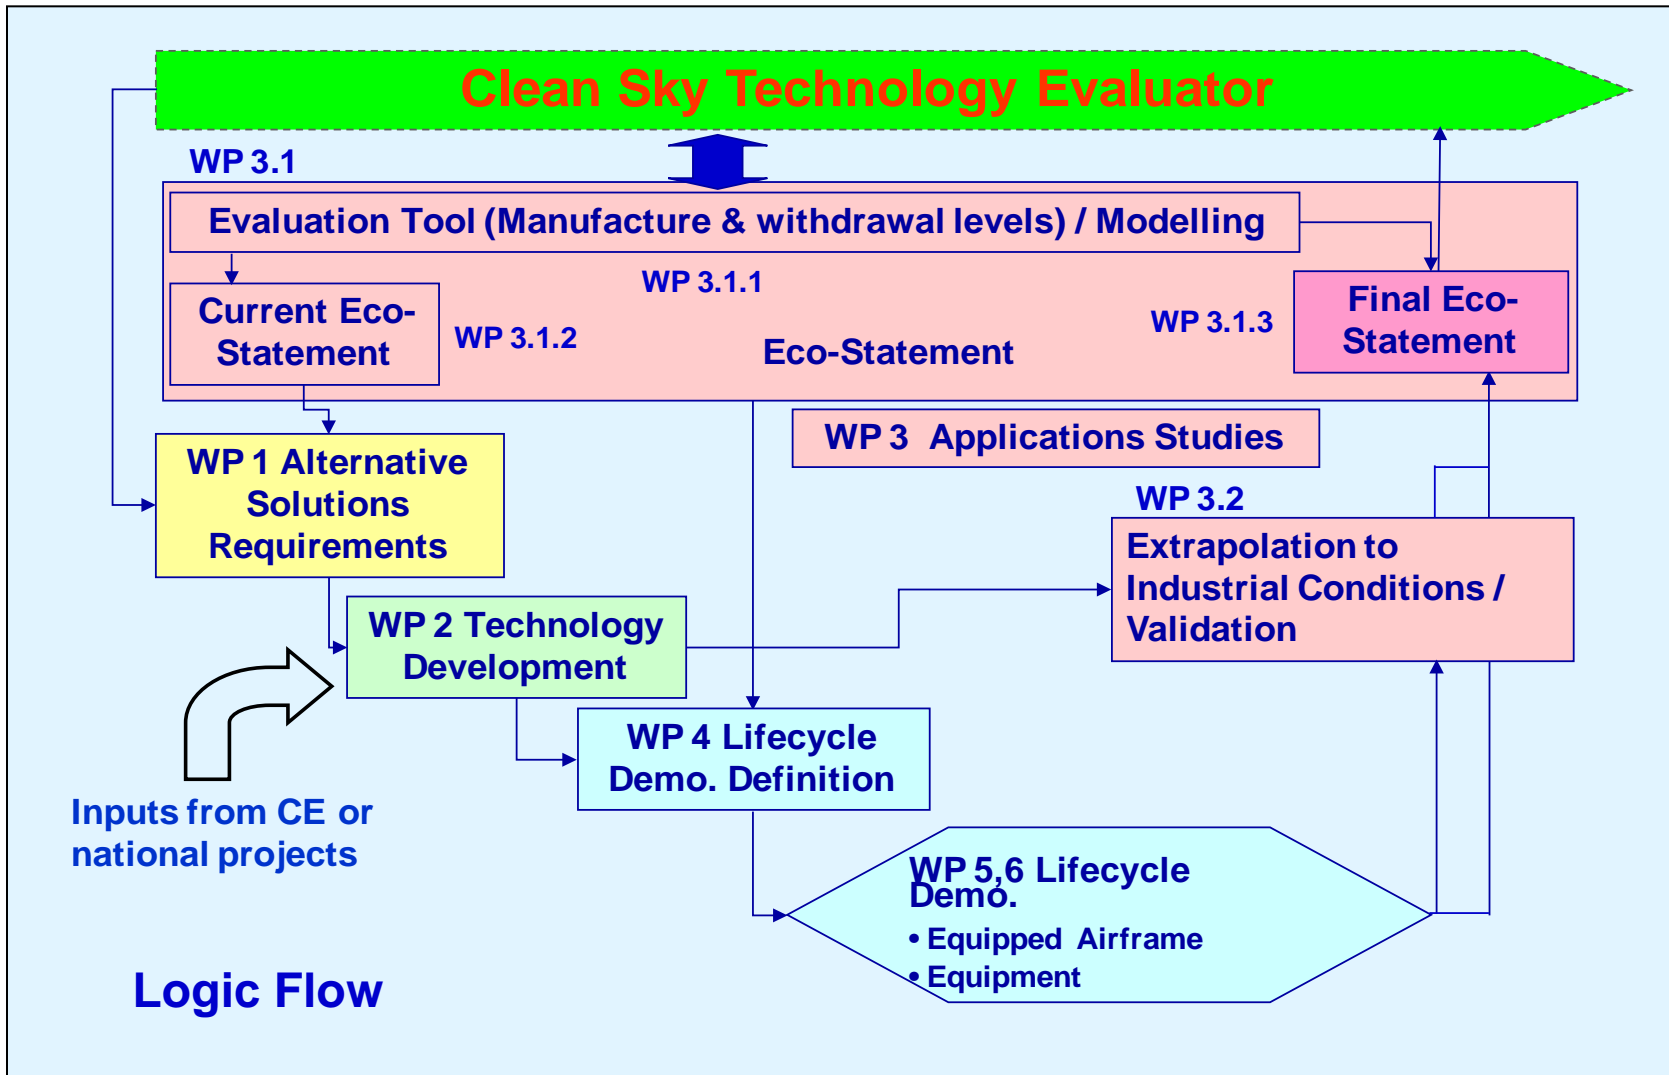 Clean Sky Technology Evaluator
WP 3.1
Evaluation Tool (Manufacture & withdrawal levels) / Modelling
WP 3.1.1
Current Eco-
Statement
WP 3.1.2
Eco-Statement
WP 3.1.3
Final Eco-
Statement
WP 3 Applications Studies
WP 1 Alternative
Solutions
Requirements
WP 3.2
Extrapolation to
Industrial Conditions /
Validation
WP 2 Technology
Development
WP 4 Lifecycle
Demo. Definition
Inputs from CE or
national projects
WP 5,6 Lifecycle
Demo.
• Equipped Airframe
• Equipment
Logic Flow